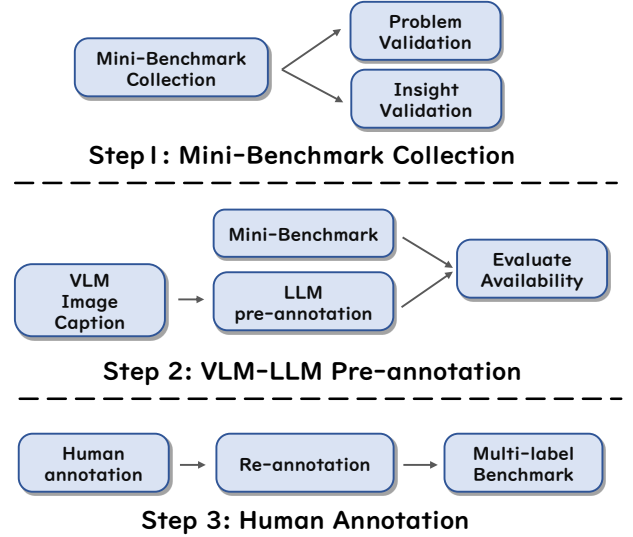 Mini-Benchmark
Collection
Problem
Validation
Insight
Validation
Step1: Mini-Benchmark Collection
Mini-Benchmark
VLM
Image
Caption
LLM
pre-annotation
Evaluate
Availability
Step 2: VLM-LLM Pre-annotation
Human
annotation
Re-annotation
Multi-label
Benchmark
Step 3: Human Annotation